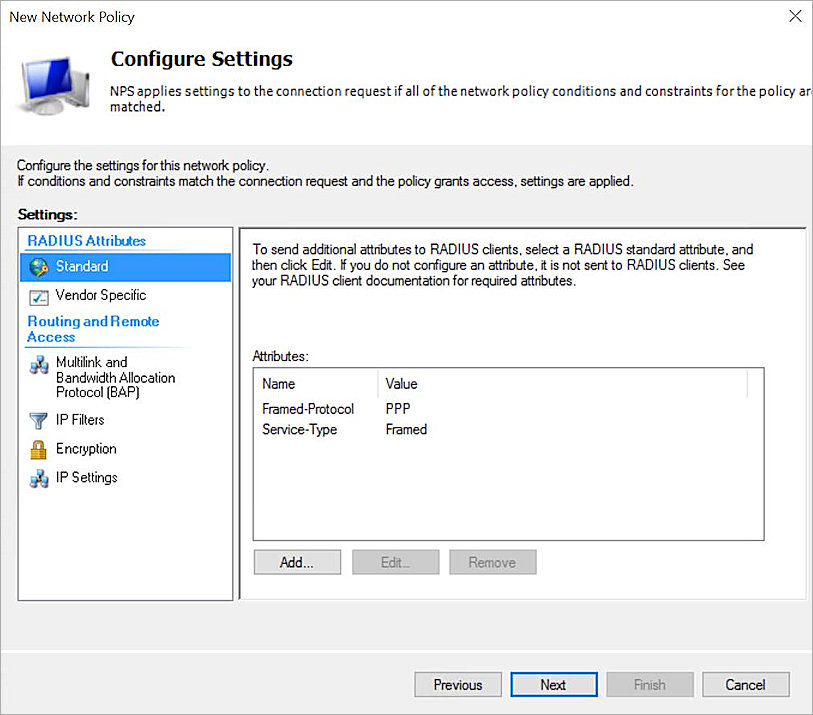 New Network Policy
Configure Settings
NPS applies settings to the connection request if all of the network policy conditions and constraints for the policy ar
matched.
Configure the settings for this network policy.
If conditions and constraints match the connection request and the policy grants access, settings are applied.
Settings:
RADIUS Attributes
Standard
Vendor Specific
Routing and Remote
Access
Multilink and
Bandwidth Allocation
Protocol (BAP)
IP Filters
Encryption
IP Settings
To send additional attributes to RADIUS clients, select a RADIUS standard attribute, and
then click Edit. If you do not configure an attribute, it is not sent to RADIUS clients. See
your RADIUS client documentation for required attributes.
Attributes:
Name Value
Framed-Protocol PPP
Service-Type Framed
Add... Edit... Remove
Previous Next Finish Cancel